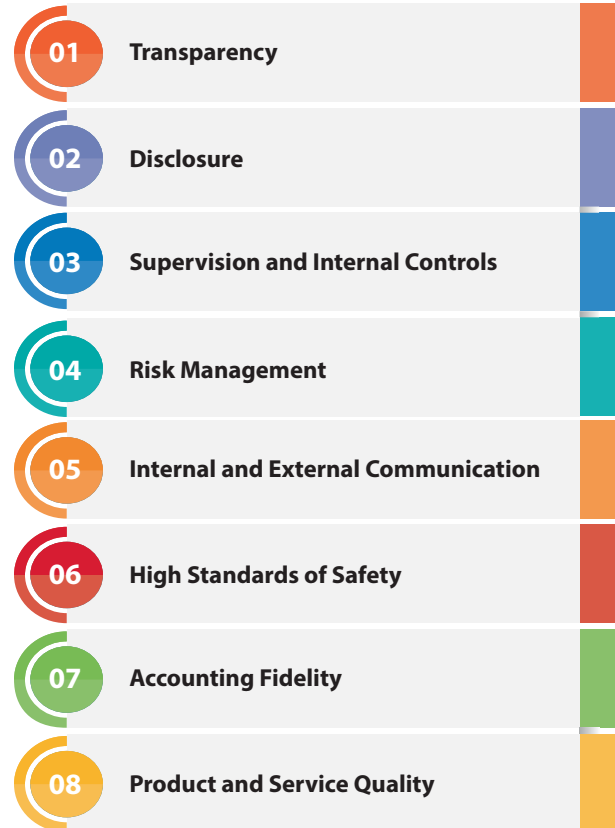 01 Transparency
02 Disclosure
03 Supervision and Internal Controls
04 Risk Management
05 Internal and External Communication
06 High Standards of Safety
07 Accounting Fidelity
08 Product and Service Quality